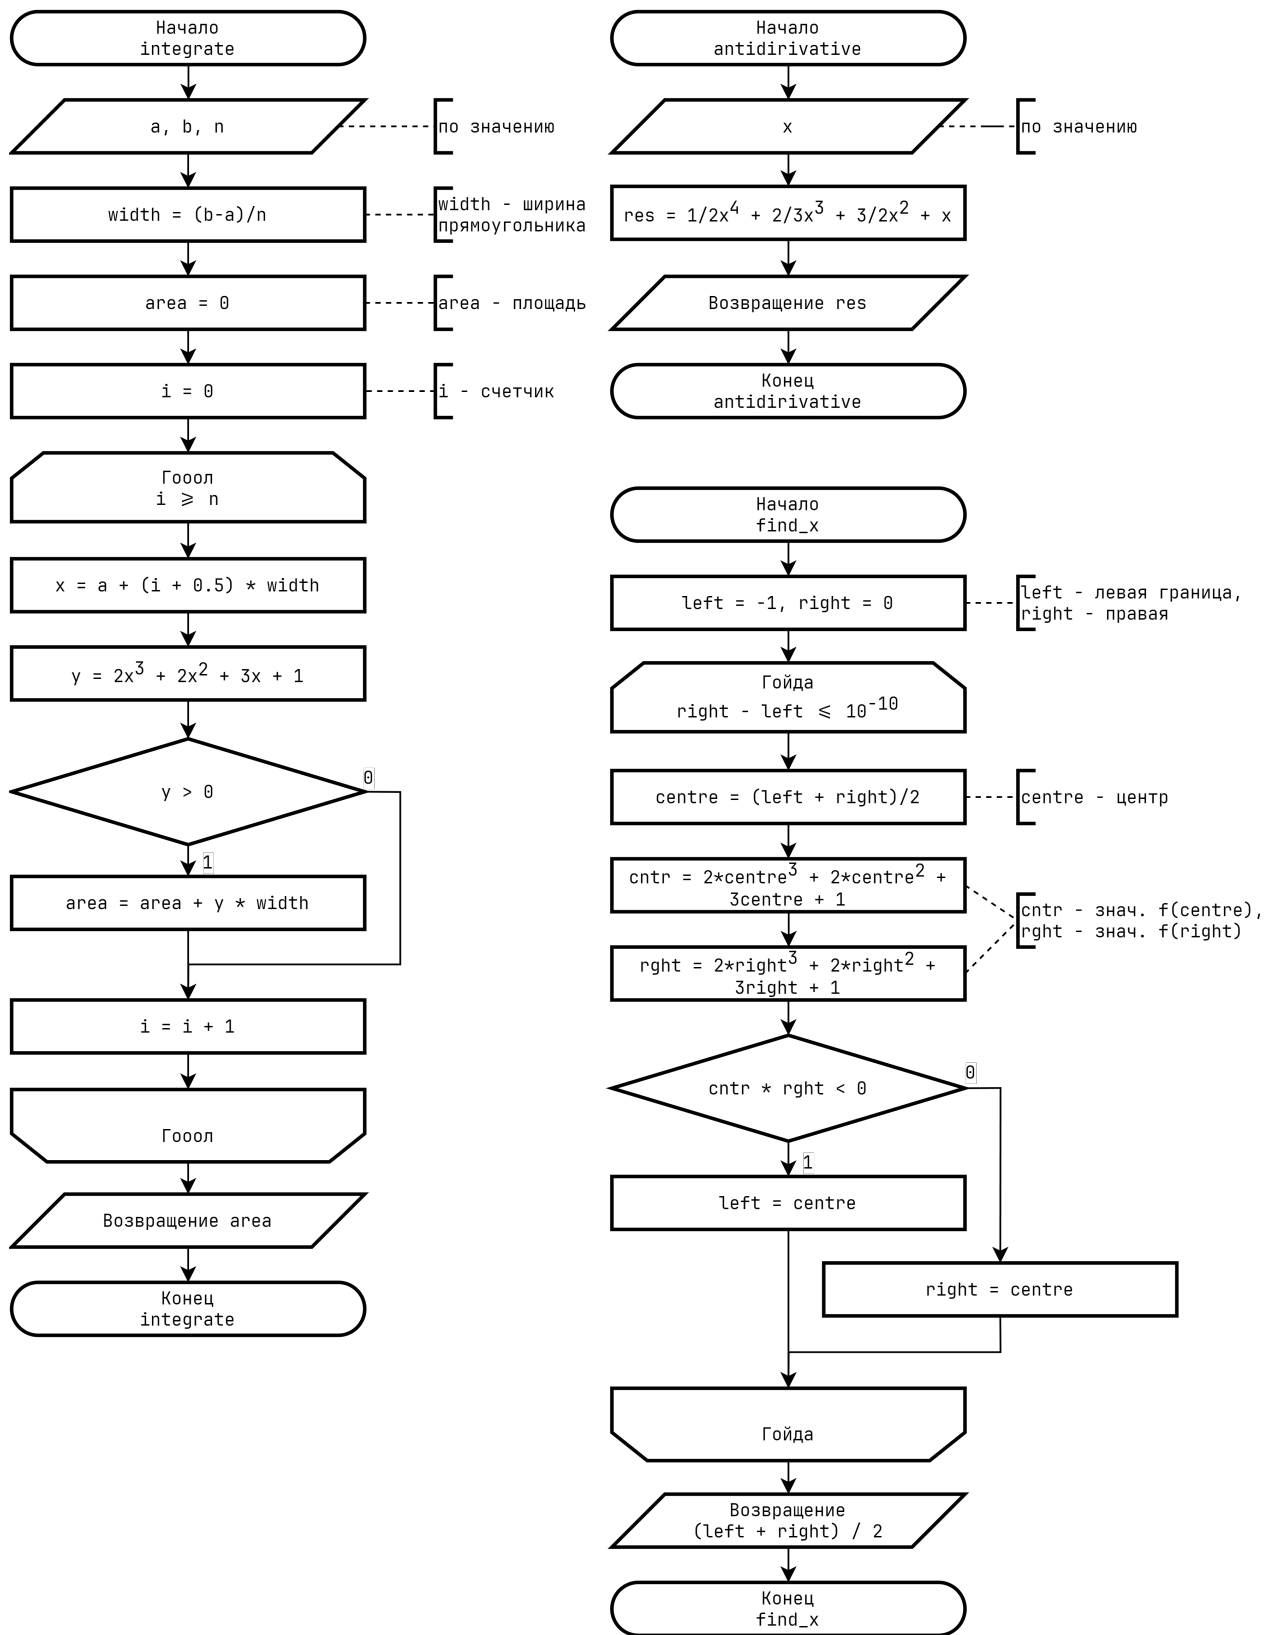 Начало
integrate
a, b, n
по значению
width = (b-a)/n
width - ширина
прямоугольника
area = 0
area - площадь
i = 0
i - счетчик
Гооол
i ⩾ n
x = a + (i + 0.5) * width
y = 2x³ + 2x² + 3x + 1
y > 0
0
1
area = area + y * width
i = i + 1
Гооол
Возвращение area
Конец
integrate
Начало
antidirivative
x
по значению
res = 1/2x⁴ + 2/3x³ + 3/2x² + x
Возвращение res
Конец
antidirivative
Начало
find_x
left = -1, right = 0
left - левая граница,
right - правая
Гойда
right - left ⩽ 10⁻¹⁰
centre = (left + right)/2
centre - центр
cntr = 2*centre³ + 2*centre² +
3centre + 1
cntr - знач. f(centre),
rght - знач. f(right)
rght = 2*right³ + 2*right² +
3right + 1
cntr * rght < 0
0
1
left = centre
right = centre
Гойда
Возвращение
(left + right) / 2
Конец
find_x